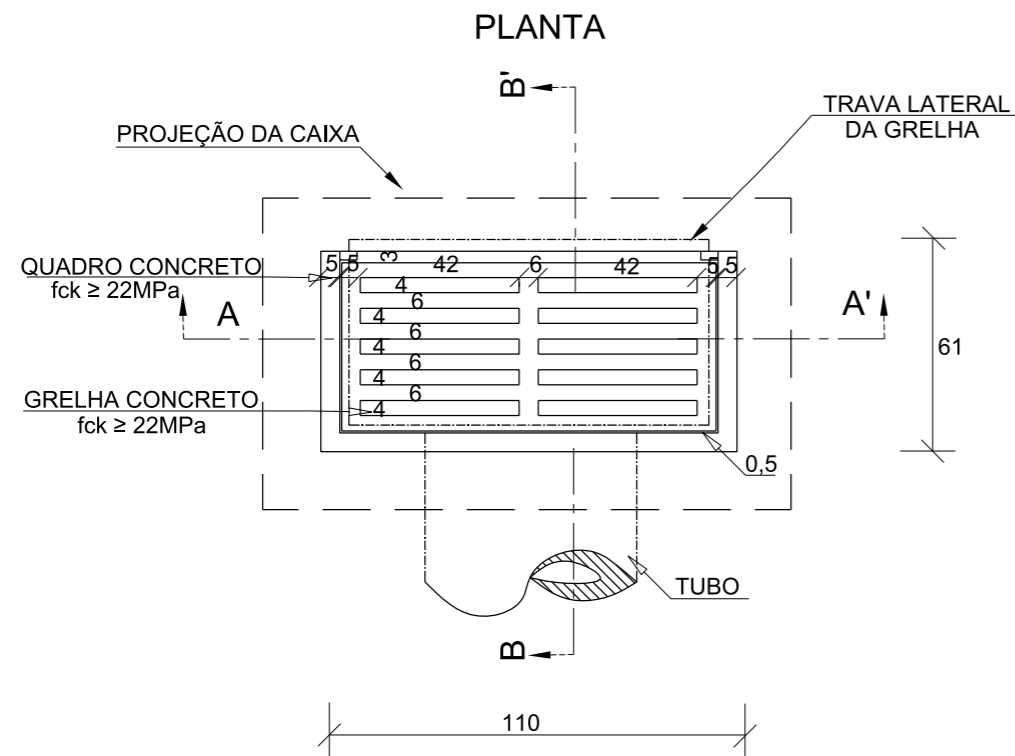 PLANTA
B'
TRAVA LATERAL
DA GRELHA
PROJEÇÃO DA CAIXA
QUADRO CONCRETO
fck ≥ 22MPa
5 5 3 42 6 42 5 5
4
6
A 4 A'
6
4 61
6
4
6
GRELHA CONCRETO 4
fck ≥ 22MPa
0,5
TUBO
B
110